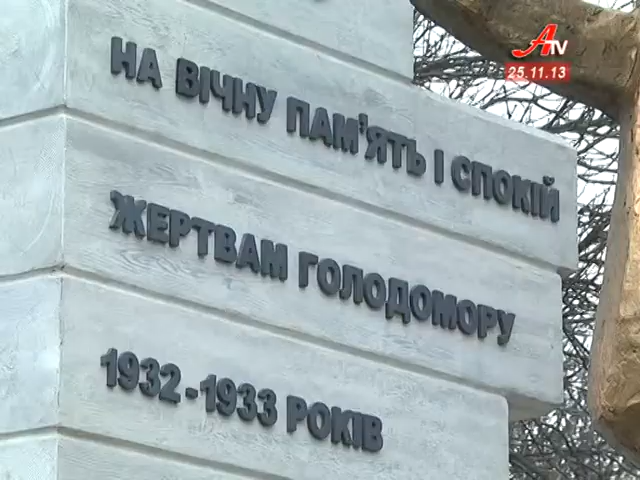 ATV
25.11.13
НА ВІЧНУ ПАМ'ЯТЬ І СПОКІЙ
ЖЕРТВАМ ГОЛОДОМОРУ
1932-1933 РОКІВ